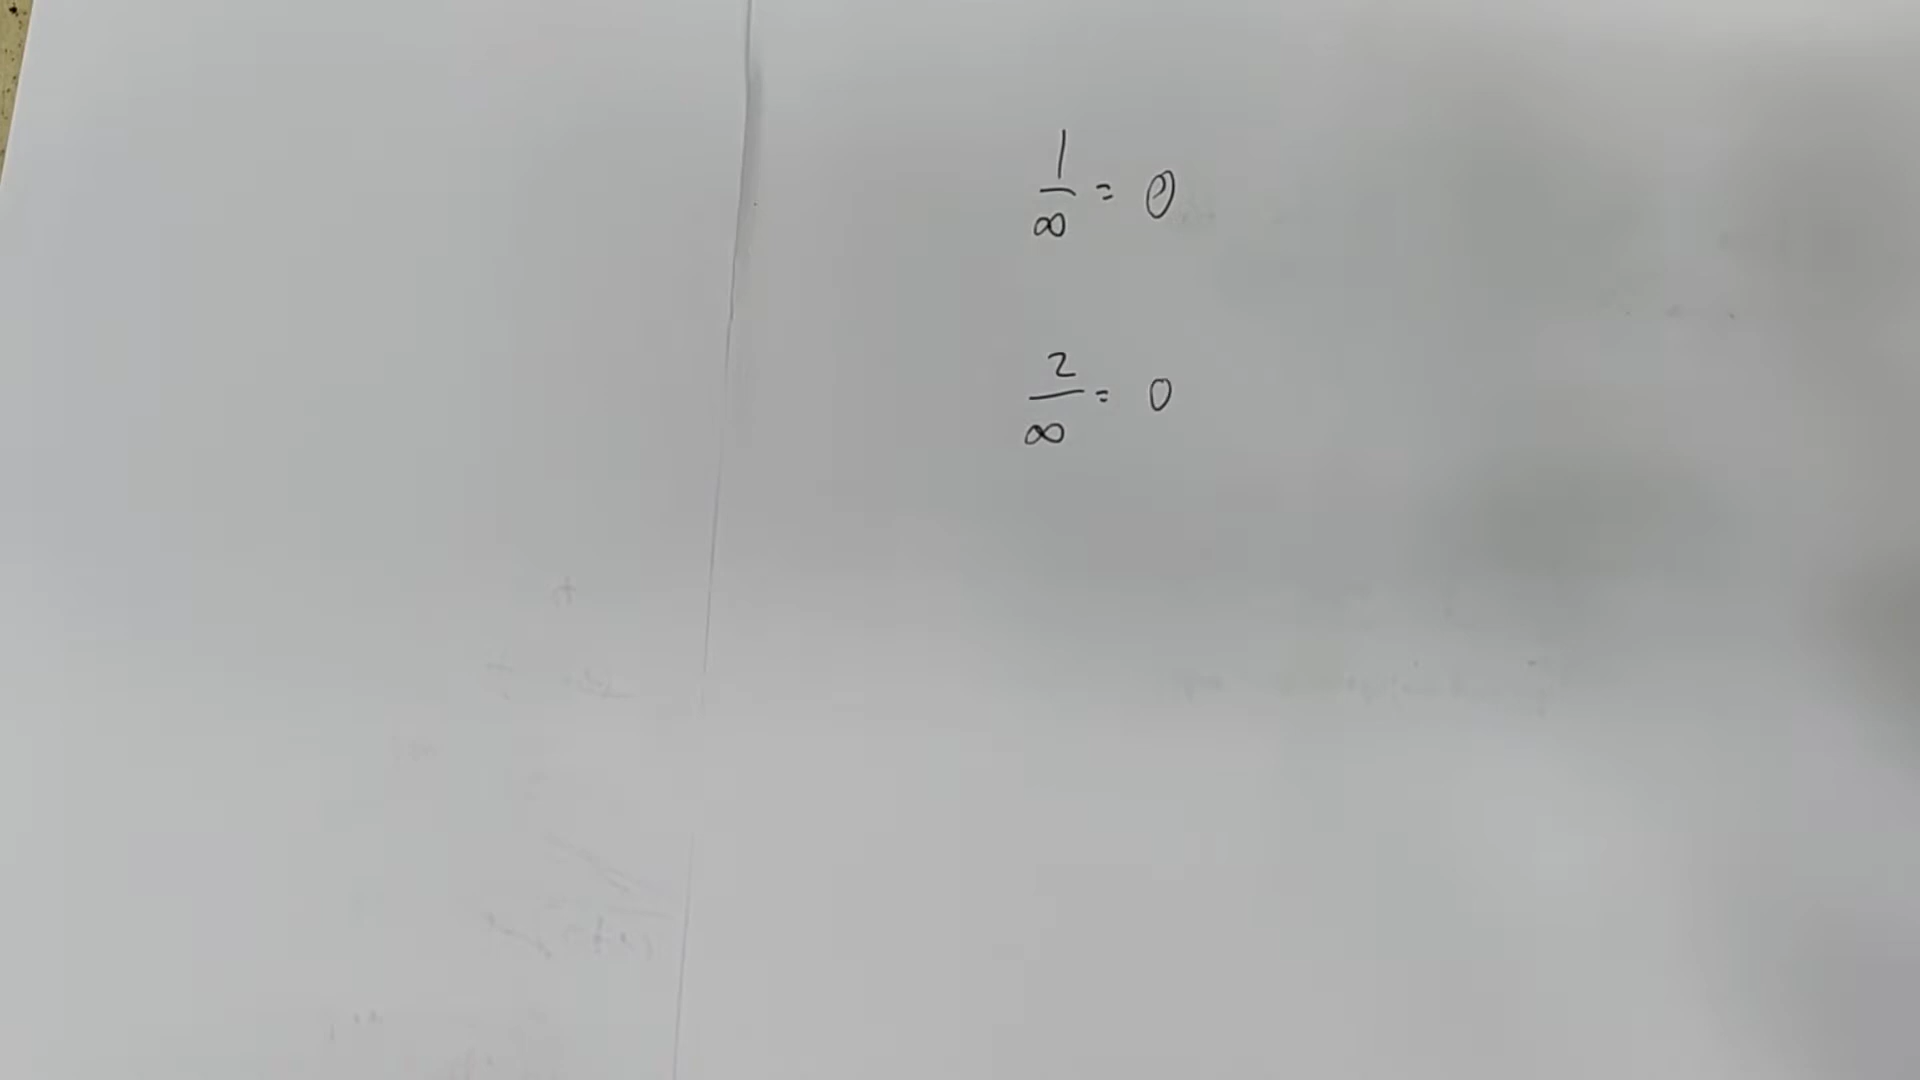 1/∞ = 0
2/∞ = 0